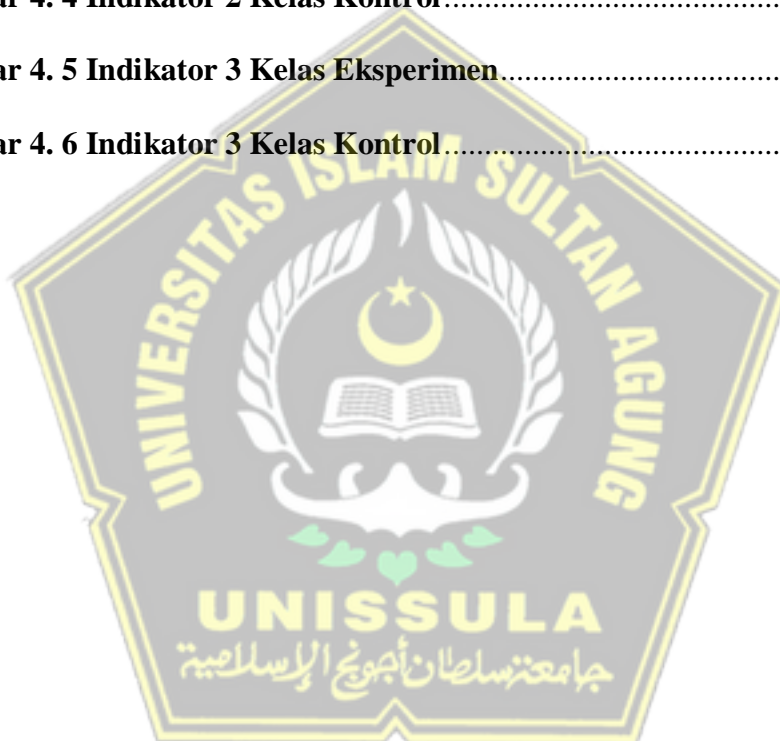 ar 4. 4 Indikator 2 Kelas Kontrol
ar 4. 5 Indikator 3 Kelas Eksperimen
ar 4. 6 Indikator 3 Kelas Kontrol
UNIVERSITAS ISLAM SULTAN AGUNG
UNISSULA
جامعة سلطان أجونج الإسلامية